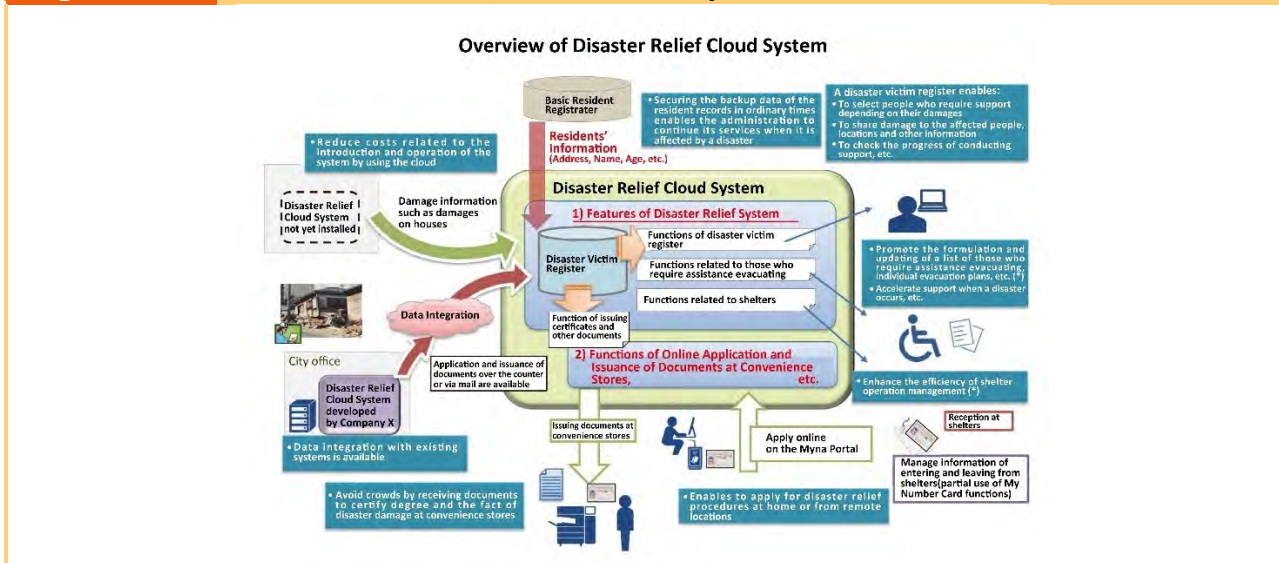 Overview of Disaster Relief Cloud System
Basic Resident
Registrater
Residents'
Information
(Address, Name, Age, etc.)
• Securing the backup data of the
resident records in ordinary times
enables the administration to
continue its services when it is
affected by a disaster
A disaster victim register enables:
• To select people who require support
depending on their damages
• To share damage to the affected people,
locations and other information
• To check the progress of conducting
support, etc.
• Reduce costs related to the
introduction and operation of the
system by using the cloud
Disaster Relief
Cloud System
not yet installed
Damage information
such as damages
on houses
Disaster Relief Cloud System
1) Features of Disaster Relief System
Disaster Victim
Register
Functions of disaster victim
register
Functions related to those who
require assistance evacuating
Functions related to shelters
Function of issuing
certificates and
other documents
2) Functions of Online Application and
Issuance of Documents at Convenience
Stores, etc.
• Promote the formulation and
updating of a list of those who
require assistance evacuating,
individual evacuation plans, etc. (*)
• Accelerate support when a disaster
occurs, etc.
• Enhance the efficiency of shelter
operation management (*)
Data Integration
City office
Disaster Relief
Cloud System
developed
by Company X
Application and issuance of
documents over the counter
or via mail are available
• Data integration with existing
systems is available
Issuing documents at
convenience stores
• Avoid crowds by receiving documents
to certify degree and the fact of
disaster damage at convenience stores
Apply online
on the Myna Portal
• Enables to apply for disaster relief
procedures at home or from remote
locations
Reception at
shelters
Manage information of
entering and leaving from
shelters(partial use of My
Number Card functions)